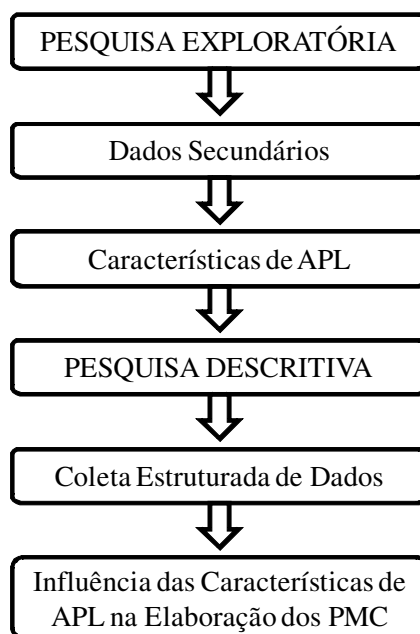 PESQUISA EXPLORATÓRIA
Dados Secundários
Características de APL
PESQUISA DESCRITIVA
Coleta Estruturada de Dados
Influência das Características de
APL na Elaboração dos PMC